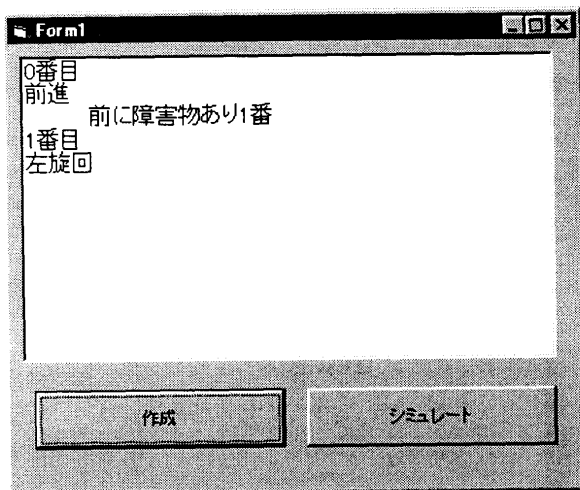 Form1
0番目
前進
前に障害物あり1番
1番目
左旋回
作成
シミュレート